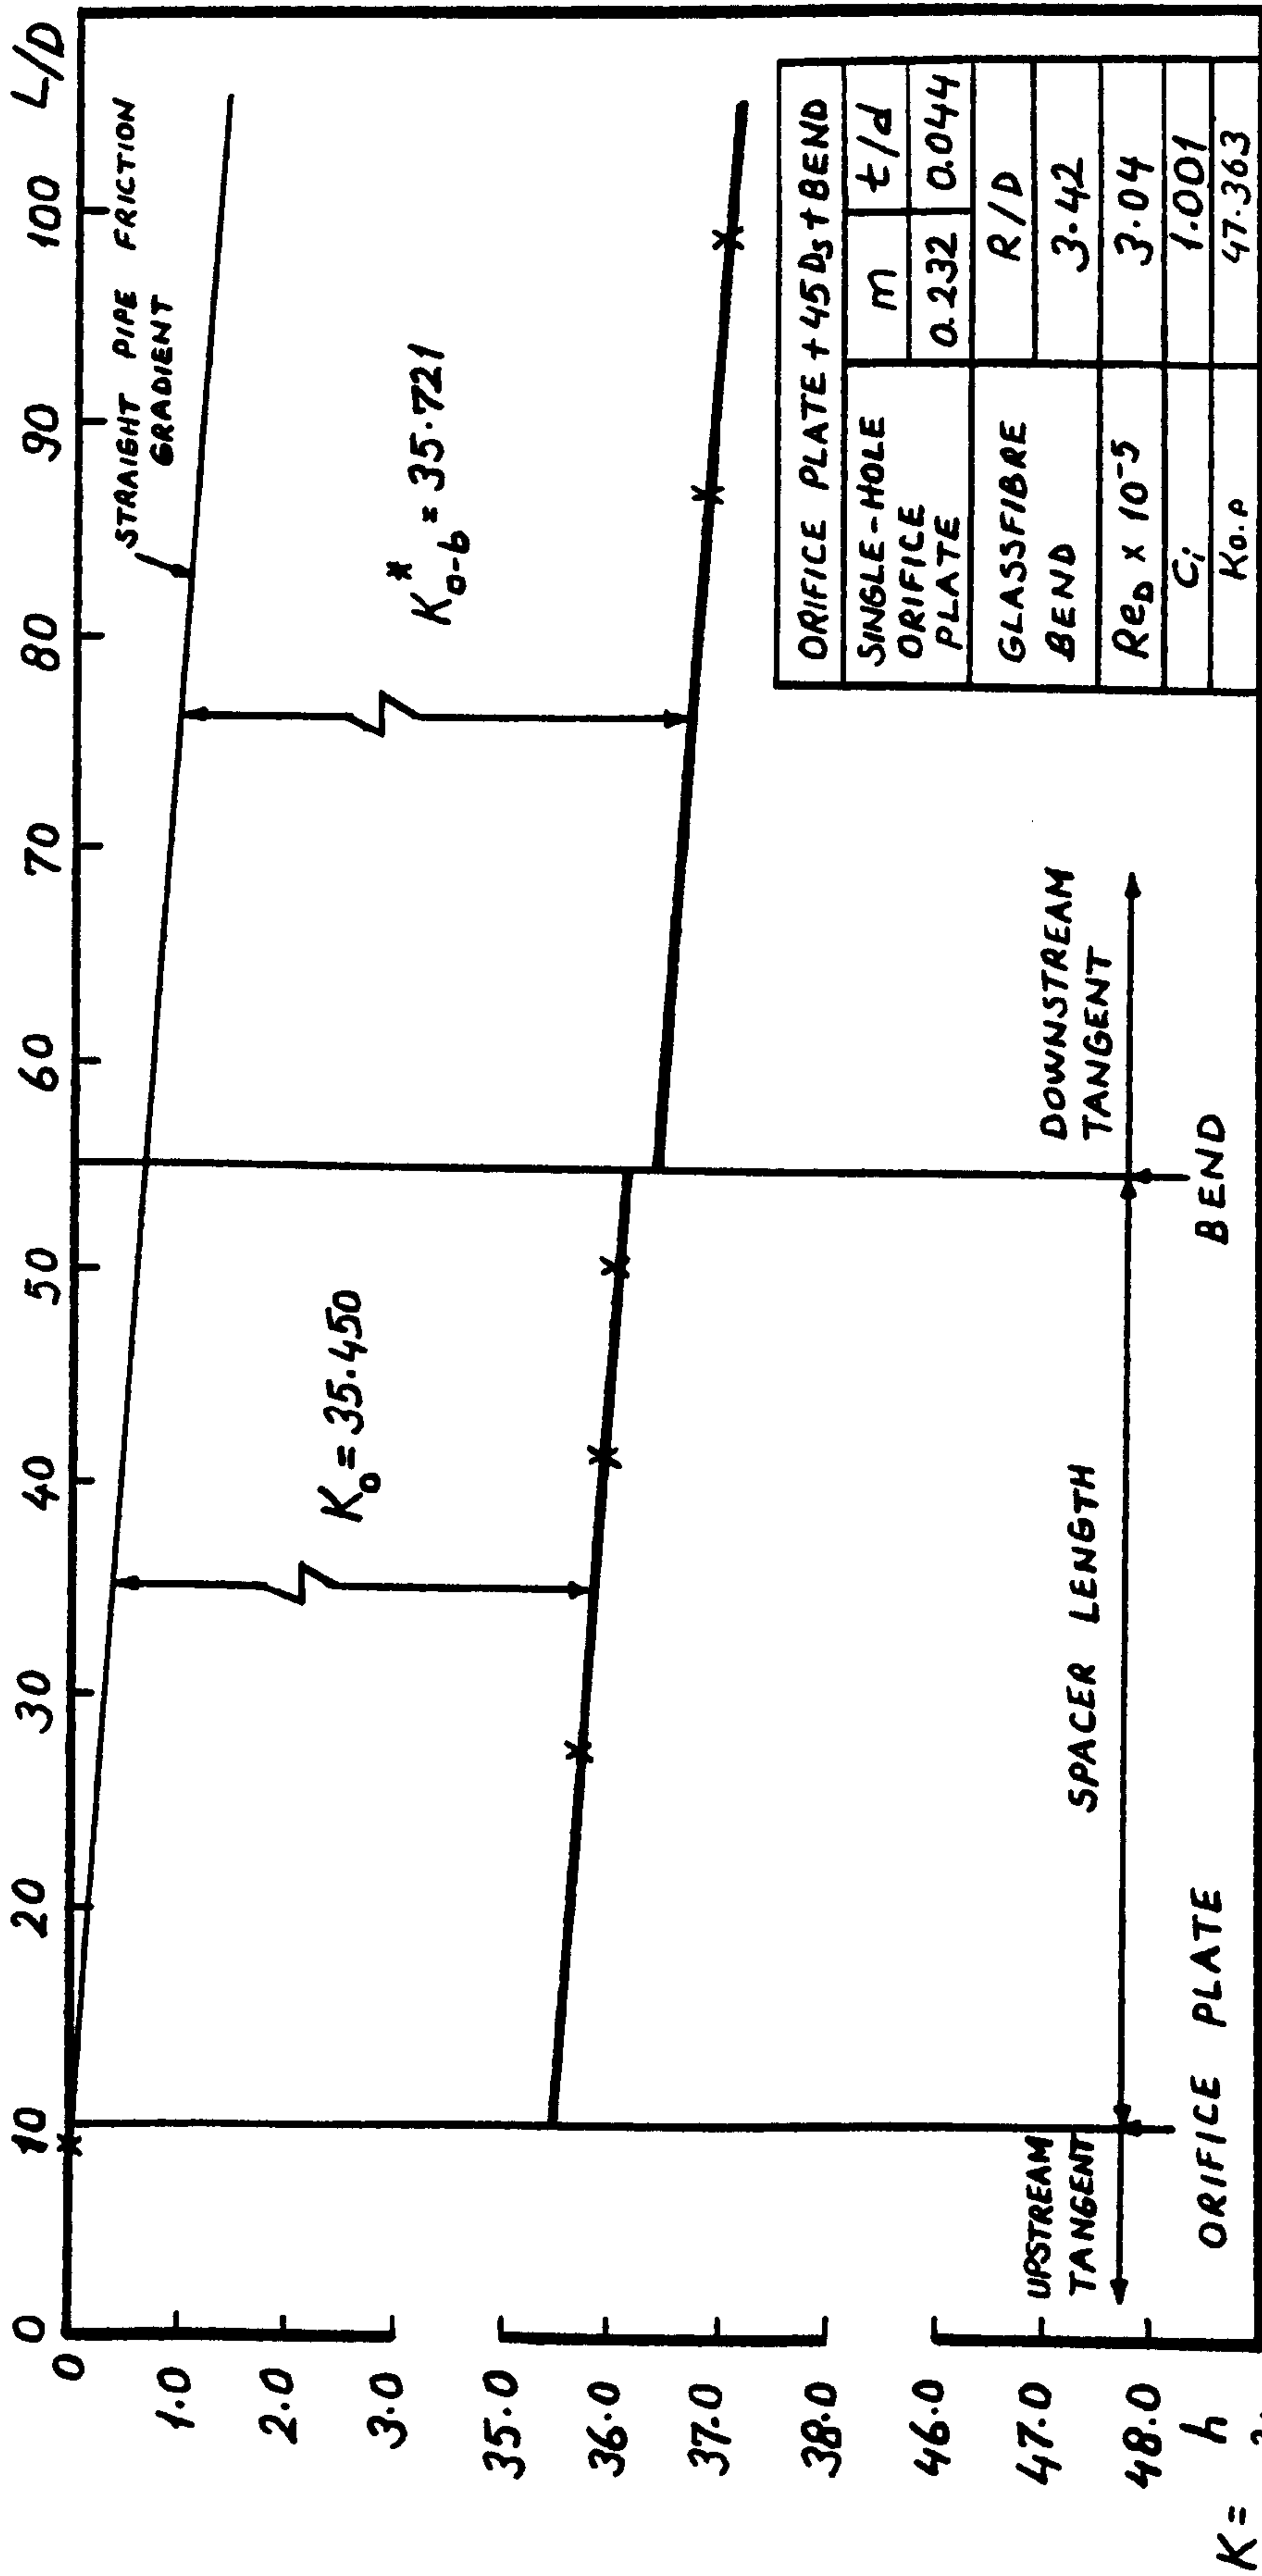 0 10 20 30 40 50 60 70 80 90 100 L/D
0
1.0
2.0
3.0
35.0
36.0
37.0
38.0
46.0
47.0
48.0
K = h
STRAIGHT PIPE FRICTION
GRADIENT
K₀ = 35.450
K*₀₋b = 35.721
UPSTREAM
TANGENT
SPACER LENGTH
DOWNSTREAM
TANGENT
ORIFICE PLATE
BEND
ORIFICE PLATE + 45 Ds + BEND
SINGLE-HOLE
ORIFICE
PLATE
m t/d
0.232 0.044
GLASSFIBRE
BEND
R/D
3.42
Re_D x 10⁻⁵ 3.04
Ci 1.001
Ko.p 47.363